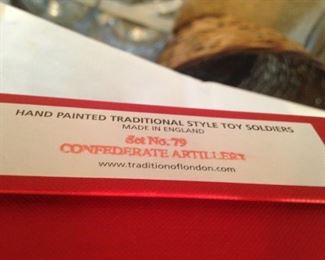 HAND PAINTED TRADITIONAL STYLE TOY SOLDIERS
MADE IN ENGLAND
Set No. 79
CONFEDERATE ARTILLERY
www.traditionoflondon.com